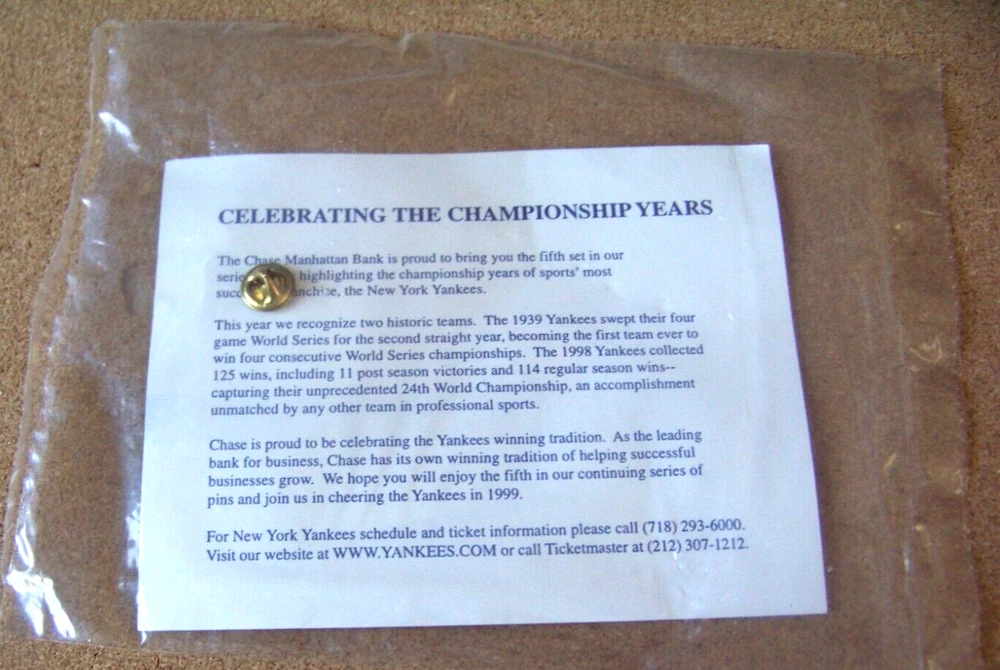 CELEBRATING THE CHAMPIONSHIP YEARS
The Chase Manhattan Bank is proud to bring you the fifth set in our
highlighting the championship years of sports' most
the New York Yankees.
This year we recognize two historic teams. The 1939 Yankees swept their four
game World Series for the second straight year, becoming the first team ever to
win four consecutive World Series championships. The 1998 Yankees collected
125 wins, including 11 post season victories and 114 regular season wins--
capturing their unprecedented 24th World Championship, an accomplishment
unmatched by any other team in professional sports.
Chase is proud to be celebrating the Yankees winning tradition. As the leading
bank for business, Chase has its own winning tradition of helping successful
businesses grow. We hope you will enjoy the fifth in our continuing series of
pins and join us in cheering the Yankees in 1999.
For New York Yankees schedule and ticket information please call (718) 293-6000.
Visit our website at WWW.YANKEES.COM or call Ticketmaster at (212) 307-1212.